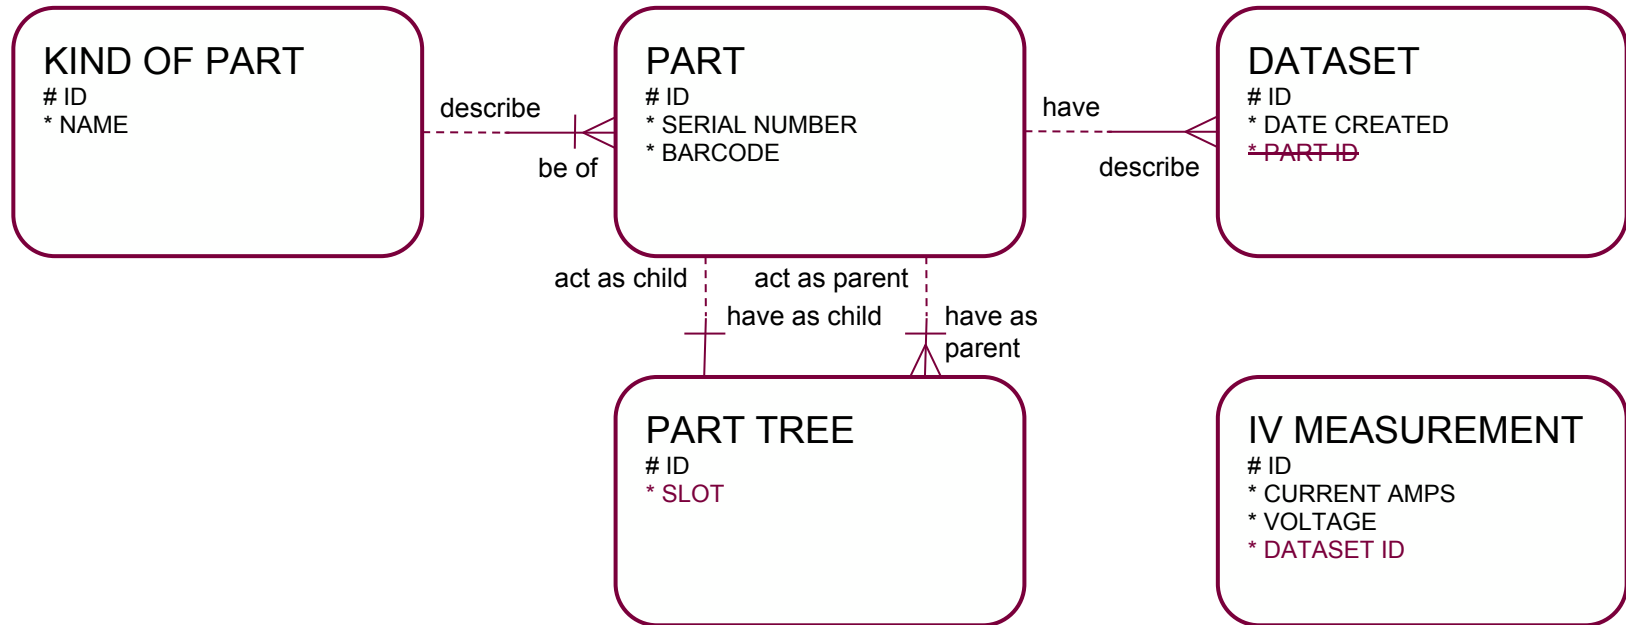 KIND OF PART
# ID
* NAME
describe
be of
PART
# ID
* SERIAL NUMBER
* BARCODE
have
describe
DATASET
# ID
* DATE CREATED
* PART ID
act as child
act as parent
have as child
have as
parent
PART TREE
# ID
* SLOT
IV MEASUREMENT
# ID
* CURRENT AMPS
* VOLTAGE
* DATASET ID